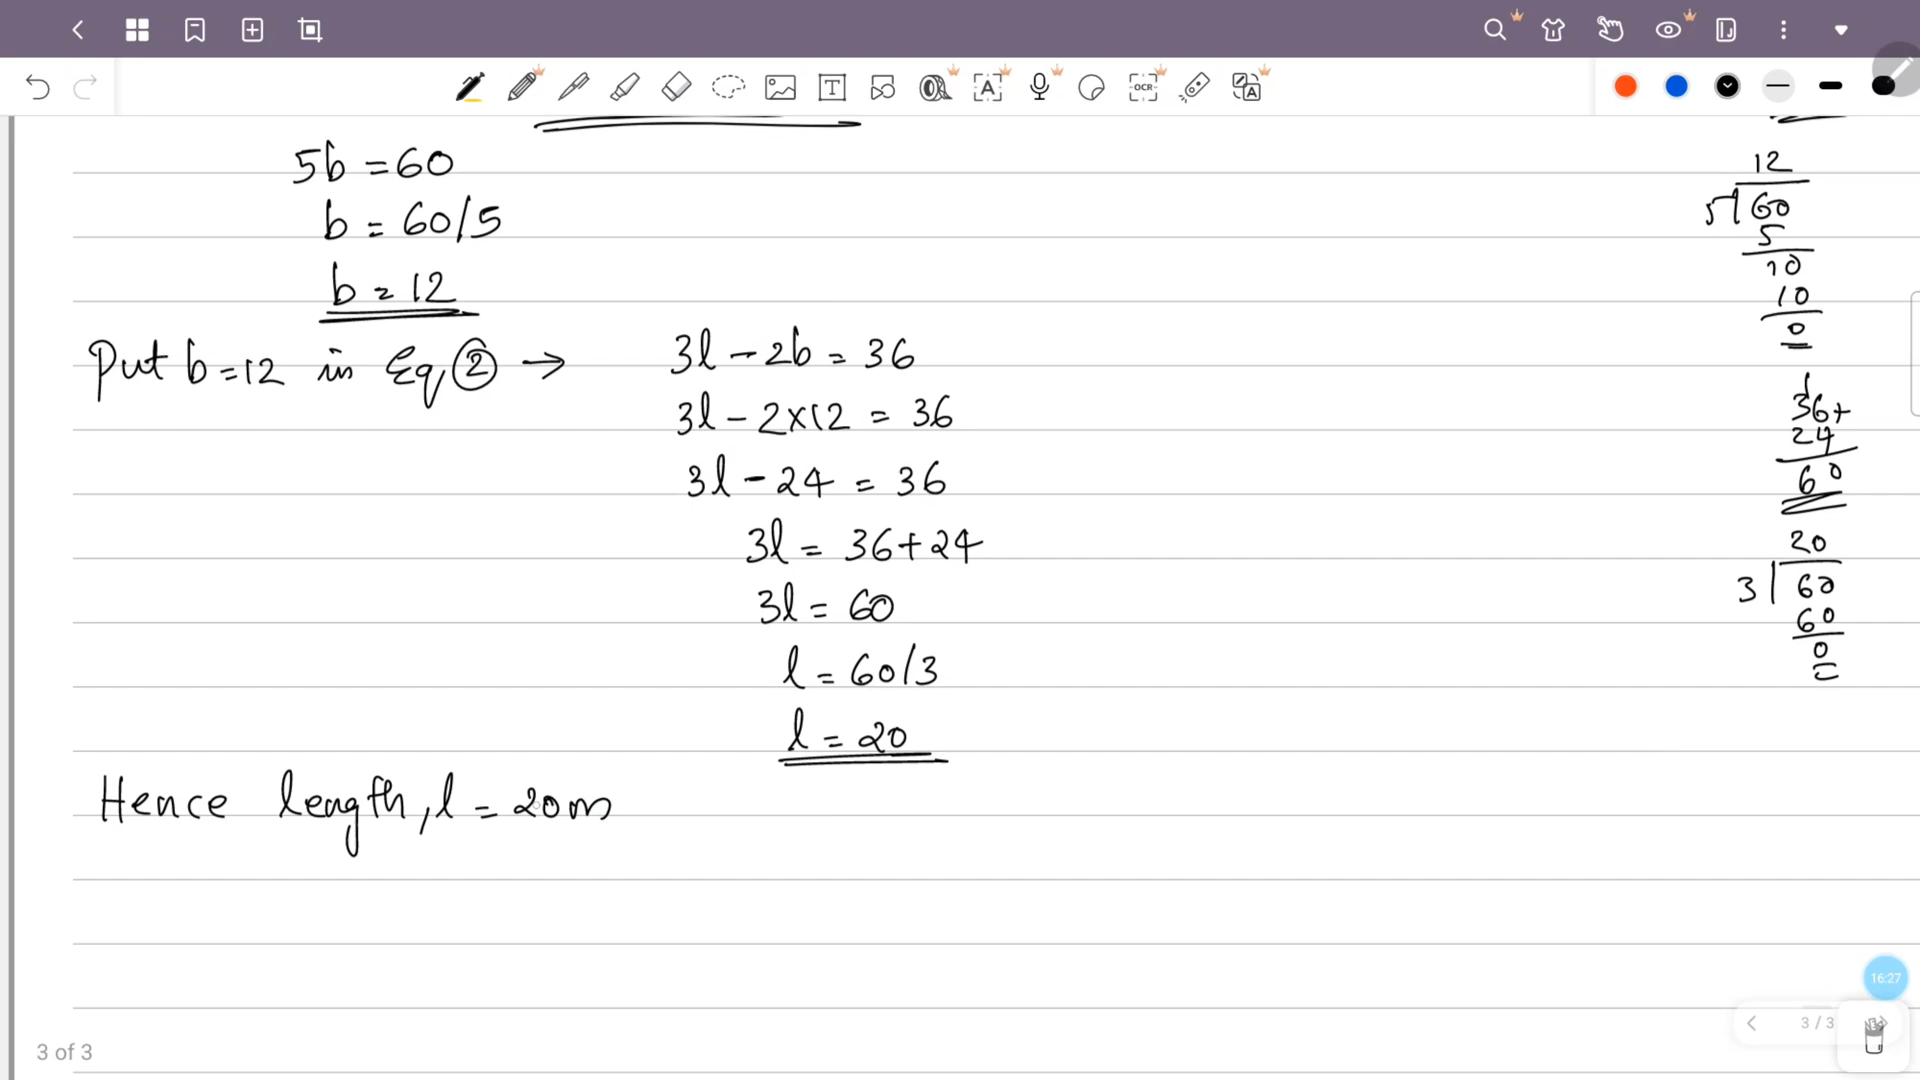 5b = 60
b = 60/5
b = 12
Put b = 12 in Eq ② →
3l - 2b = 36
3l - 2×12 = 36
3l - 24 = 36
3l = 36+24
3l = 60
l = 60/3
l = 20
Hence length, l = 20m
12
5 60
5
10
10
0
1
36+
24
60
20
3 | 60
60
0
T
A
OCR
A
16:27
3 / 3
3 of 3